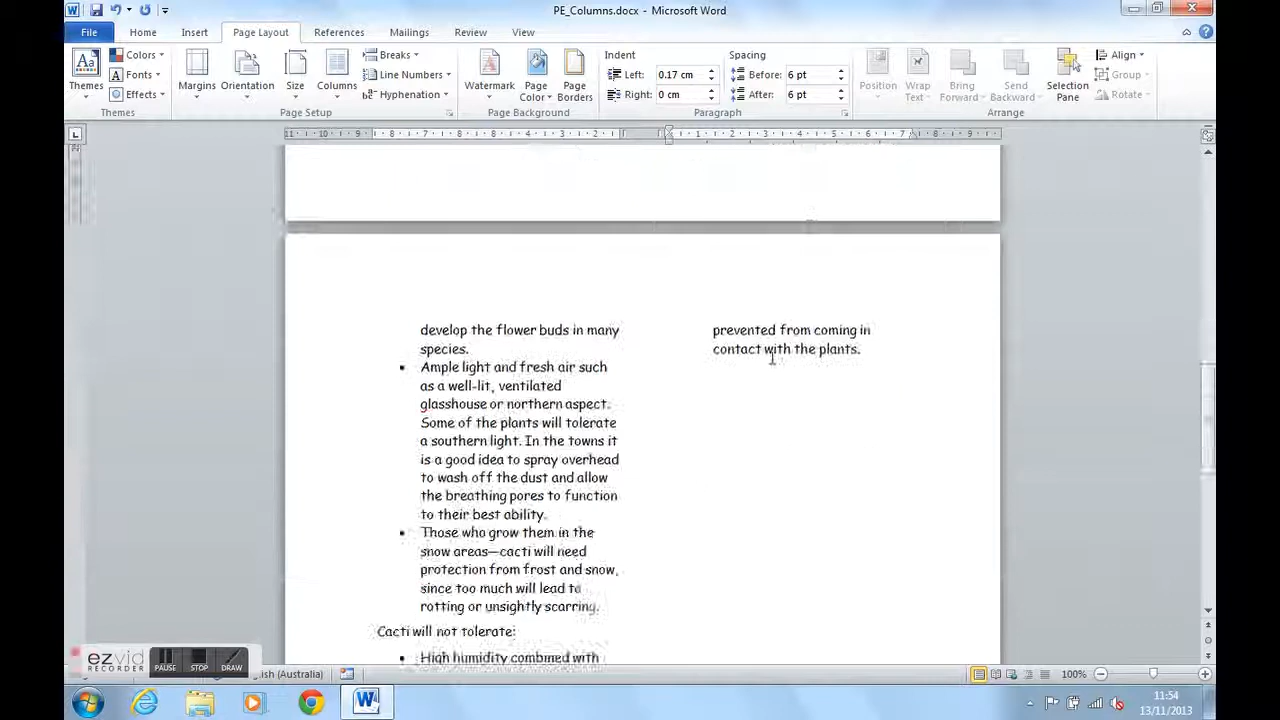 PE_Columns.docx - Microsoft Word
File Home Insert Page Layout References Mailings Review View
Themes
Colors
Fonts
Effects
Themes
Margins
Orientation
Size
Columns
Breaks
Line Numbers
Hyphenation
Page Setup
Watermark
Page Color
Page Borders
Page Background
Indent
Left: 0.17 cm
Right: 0 cm
Spacing
Before: 6 pt
After: 6 pt
Paragraph
Position
Wrap Text
Bring Forward
Send Backward
Selection Pane
Align
Group
Rotate
Arrange
develop the flower buds in many
species.
Ample light and fresh air such
as a well-lit, ventilated
glasshouse or northern aspect.
Some of the plants will tolerate
a southern light. In the towns it
is a good idea to spray overhead
to wash off the dust and allow
the breathing pores to function
to their best ability.
Those who grow them in the
snow areas—cacti will need
protection from frost and snow,
since too much will lead to
rotting or unsightly scarring.
Cacti will not tolerate:
High humidity combined with
prevented from coming in
contact with the plants.
ezvid
RECORDER
PAUSE
STOP
DRAW
(Australia)
100%
11:54
13/11/2013